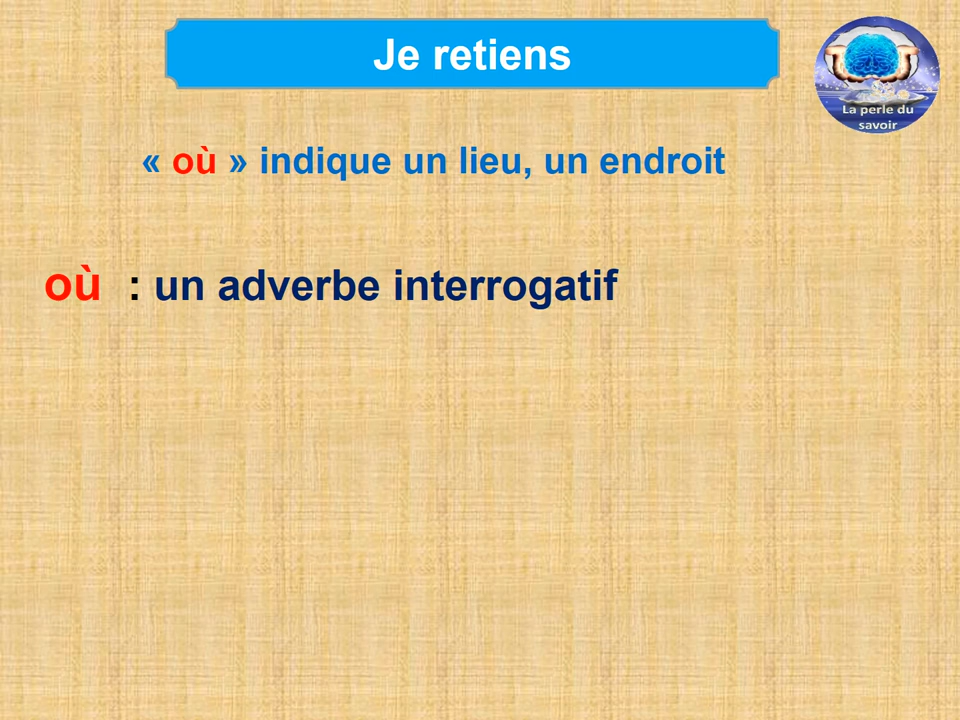 Je retiens
La perle du
savoir
« où » indique un lieu, un endroit
où : un adverbe interrogatif